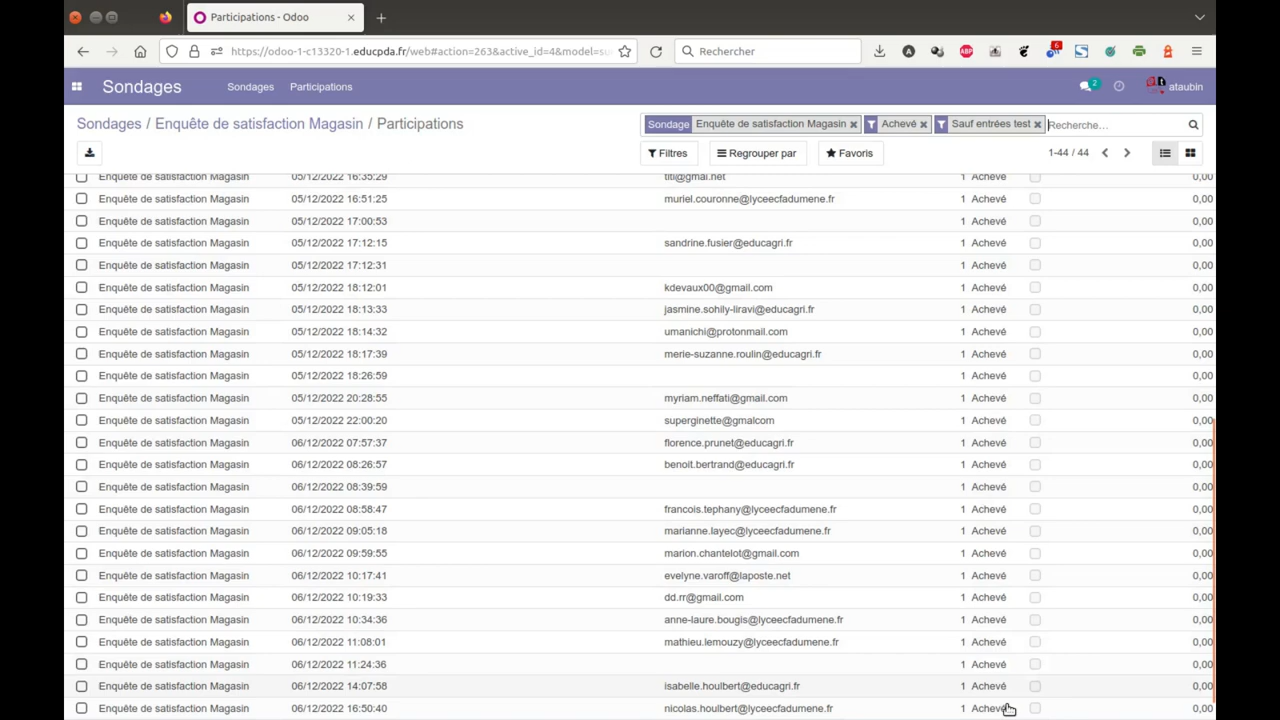 Participations - Odoo
https://odoo-1-c13320-1.educpda.fr/web#action=263&active_id=4&model=su
Rechercher
6
Sondages Sondages Participations 2 ataubin
Sondages / Enquête de satisfaction Magasin / Participations
Sondage Enquête de satisfaction Magasin Achevé Sauf entrées test Recherche...
Filtres Regrouper par Favoris 1-44 / 44
Enquête de satisfaction Magasin 05/12/2022 16:35:29 titi@gmal.net 1 Achevé 0,00
Enquête de satisfaction Magasin 05/12/2022 16:51:25 muriel.couronne@lyceecfadumene.fr 1 Achevé 0,00
Enquête de satisfaction Magasin 05/12/2022 17:00:53 1 Achevé 0,00
Enquête de satisfaction Magasin 05/12/2022 17:12:15 sandrine.fusier@educagri.fr 1 Achevé 0,00
Enquête de satisfaction Magasin 05/12/2022 17:12:31 1 Achevé 0,00
Enquête de satisfaction Magasin 05/12/2022 18:12:01 kdevaux00@gmail.com 1 Achevé 0,00
Enquête de satisfaction Magasin 05/12/2022 18:13:33 jasmine.sohily-liravi@educagri.fr 1 Achevé 0,00
Enquête de satisfaction Magasin 05/12/2022 18:14:32 umanichi@protonmail.com 1 Achevé 0,00
Enquête de satisfaction Magasin 05/12/2022 18:17:39 merie-suzanne.roulin@educagri.fr 1 Achevé 0,00
Enquête de satisfaction Magasin 05/12/2022 18:26:59 1 Achevé 0,00
Enquête de satisfaction Magasin 05/12/2022 20:28:55 myriam.neffati@gmail.com 1 Achevé 0,00
Enquête de satisfaction Magasin 05/12/2022 22:00:20 superginette@gmalcom 1 Achevé 0,00
Enquête de satisfaction Magasin 06/12/2022 07:57:37 florence.prunet@educagri.fr 1 Achevé 0,00
Enquête de satisfaction Magasin 06/12/2022 08:26:57 benoit.bertrand@educagri.fr 1 Achevé 0,00
Enquête de satisfaction Magasin 06/12/2022 08:39:59 1 Achevé 0,00
Enquête de satisfaction Magasin 06/12/2022 08:58:47 francois.tephany@lyceecfadumene.fr 1 Achevé 0,00
Enquête de satisfaction Magasin 06/12/2022 09:05:18 marianne.layec@lyceecfadumene.fr 1 Achevé 0,00
Enquête de satisfaction Magasin 06/12/2022 09:59:55 marion.chantelot@gmail.com 1 Achevé 0,00
Enquête de satisfaction Magasin 06/12/2022 10:17:41 evelyne.varoff@laposte.net 1 Achevé 0,00
Enquête de satisfaction Magasin 06/12/2022 10:19:33 dd.rr@gmail.com 1 Achevé 0,00
Enquête de satisfaction Magasin 06/12/2022 10:34:36 anne-laure.bougis@lyceecfadumene.fr 1 Achevé 0,00
Enquête de satisfaction Magasin 06/12/2022 11:08:01 mathieu.lemouzy@lyceecfadumene.fr 1 Achevé 0,00
Enquête de satisfaction Magasin 06/12/2022 11:24:36 1 Achevé 0,00
Enquête de satisfaction Magasin 06/12/2022 14:07:58 isabelle.houlbert@educagri.fr 1 Achevé 0,00
Enquête de satisfaction Magasin 06/12/2022 16:50:40 nicolas.houlbert@lyceecfadumene.fr 1 Achevé 0,00